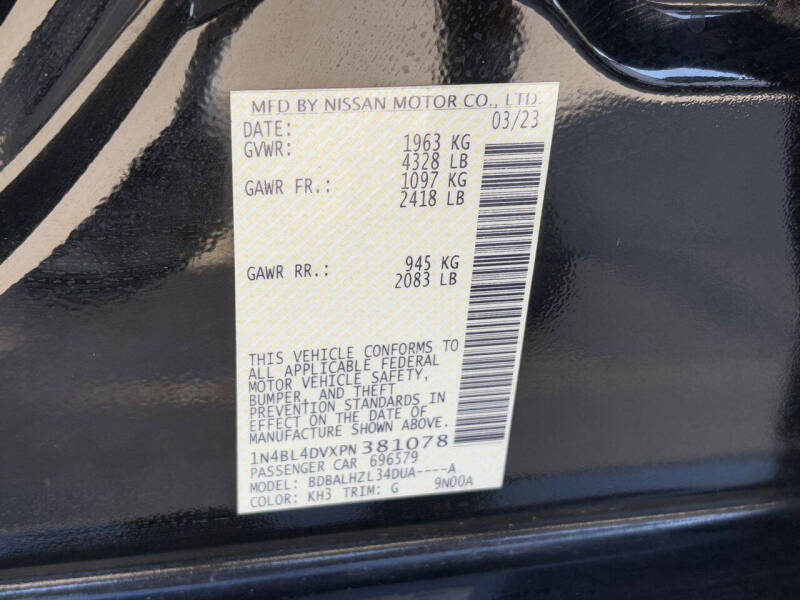 MFD BY NISSAN MOTOR CO., LTD.
DATE: 03/23
GVWR: 1963 KG
4328 LB
GAWR FR.: 1097 KG
2418 LB
GAWR RR.: 945 KG
2083 LB
THIS VEHICLE CONFORMS TO
ALL APPLICABLE FEDERAL
MOTOR VEHICLE SAFETY,
BUMPER, AND THEFT
PREVENTION STANDARDS IN
EFFECT ON THE DATE OF
MANUFACTURE SHOWN ABOVE.
1N4BL4DVXPN381078
PASSENGER CAR 696579
MODEL: BDBALHZL34DUA----A
COLOR: KH3 TRIM: G 9N00A